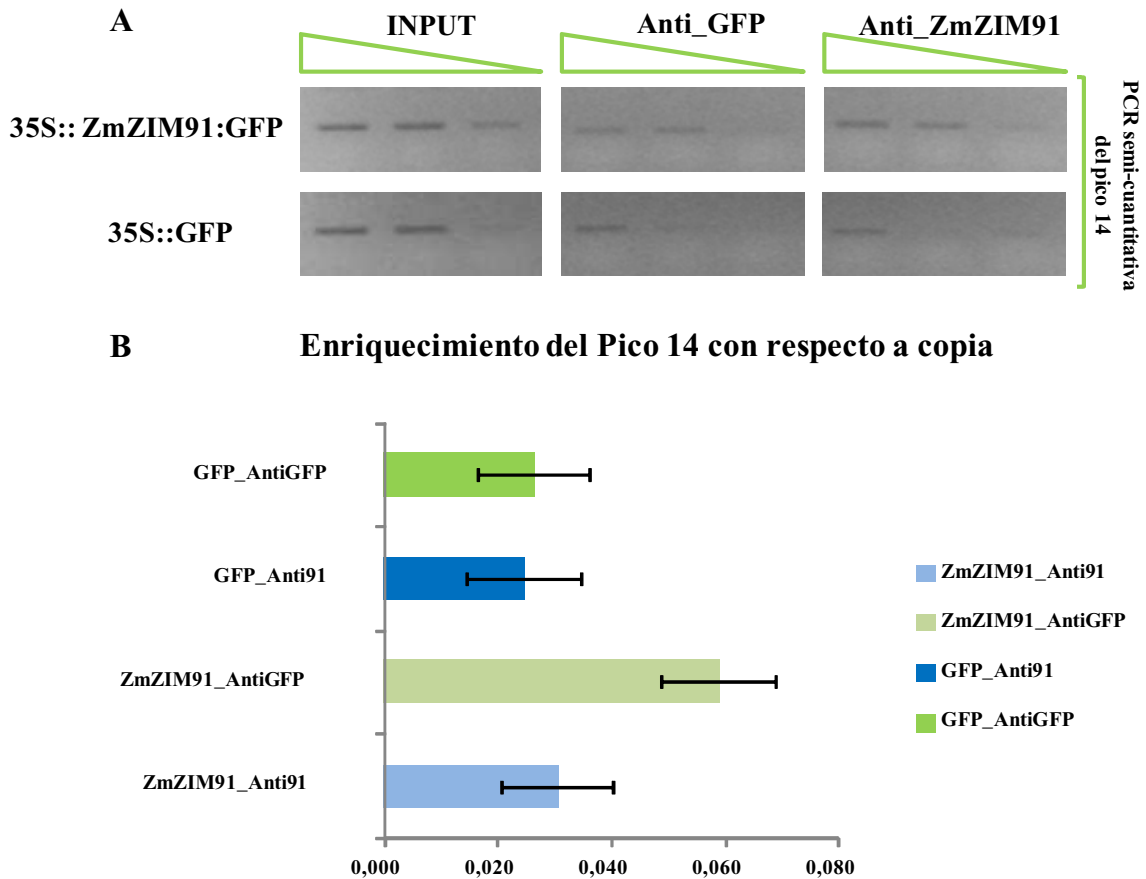 A
INPUT
Anti_GFP
Anti_ZmZIM91
35S:: ZmZIM91:GFP
35S::GFP
PCR semi-cuantitativa
del pico 14
B
Enriquecimiento del Pico 14 con respecto a copia
GFP_AntiGFP
GFP_Anti91
ZmZIM91_AntiGFP
ZmZIM91_Anti91
0,000
0,020
0,040
0,060
0,080
ZmZIM91_Anti91
ZmZIM91_AntiGFP
GFP_Anti91
GFP_AntiGFP